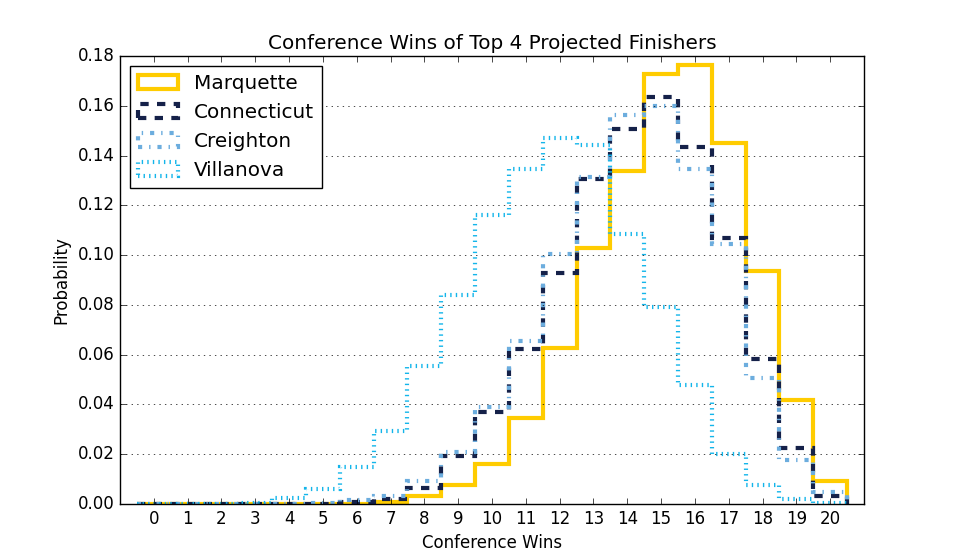 Conference Wins of Top 4 Projected Finishers
Marquette
Connecticut
Creighton
Villanova
Probability
0.18
0.16
0.14
0.12
0.10
0.08
0.06
0.04
0.02
0.00
0 1 2 3 4 5 6 7 8 9 10 11 12 13 14 15 16 17 18 19 20
Conference Wins